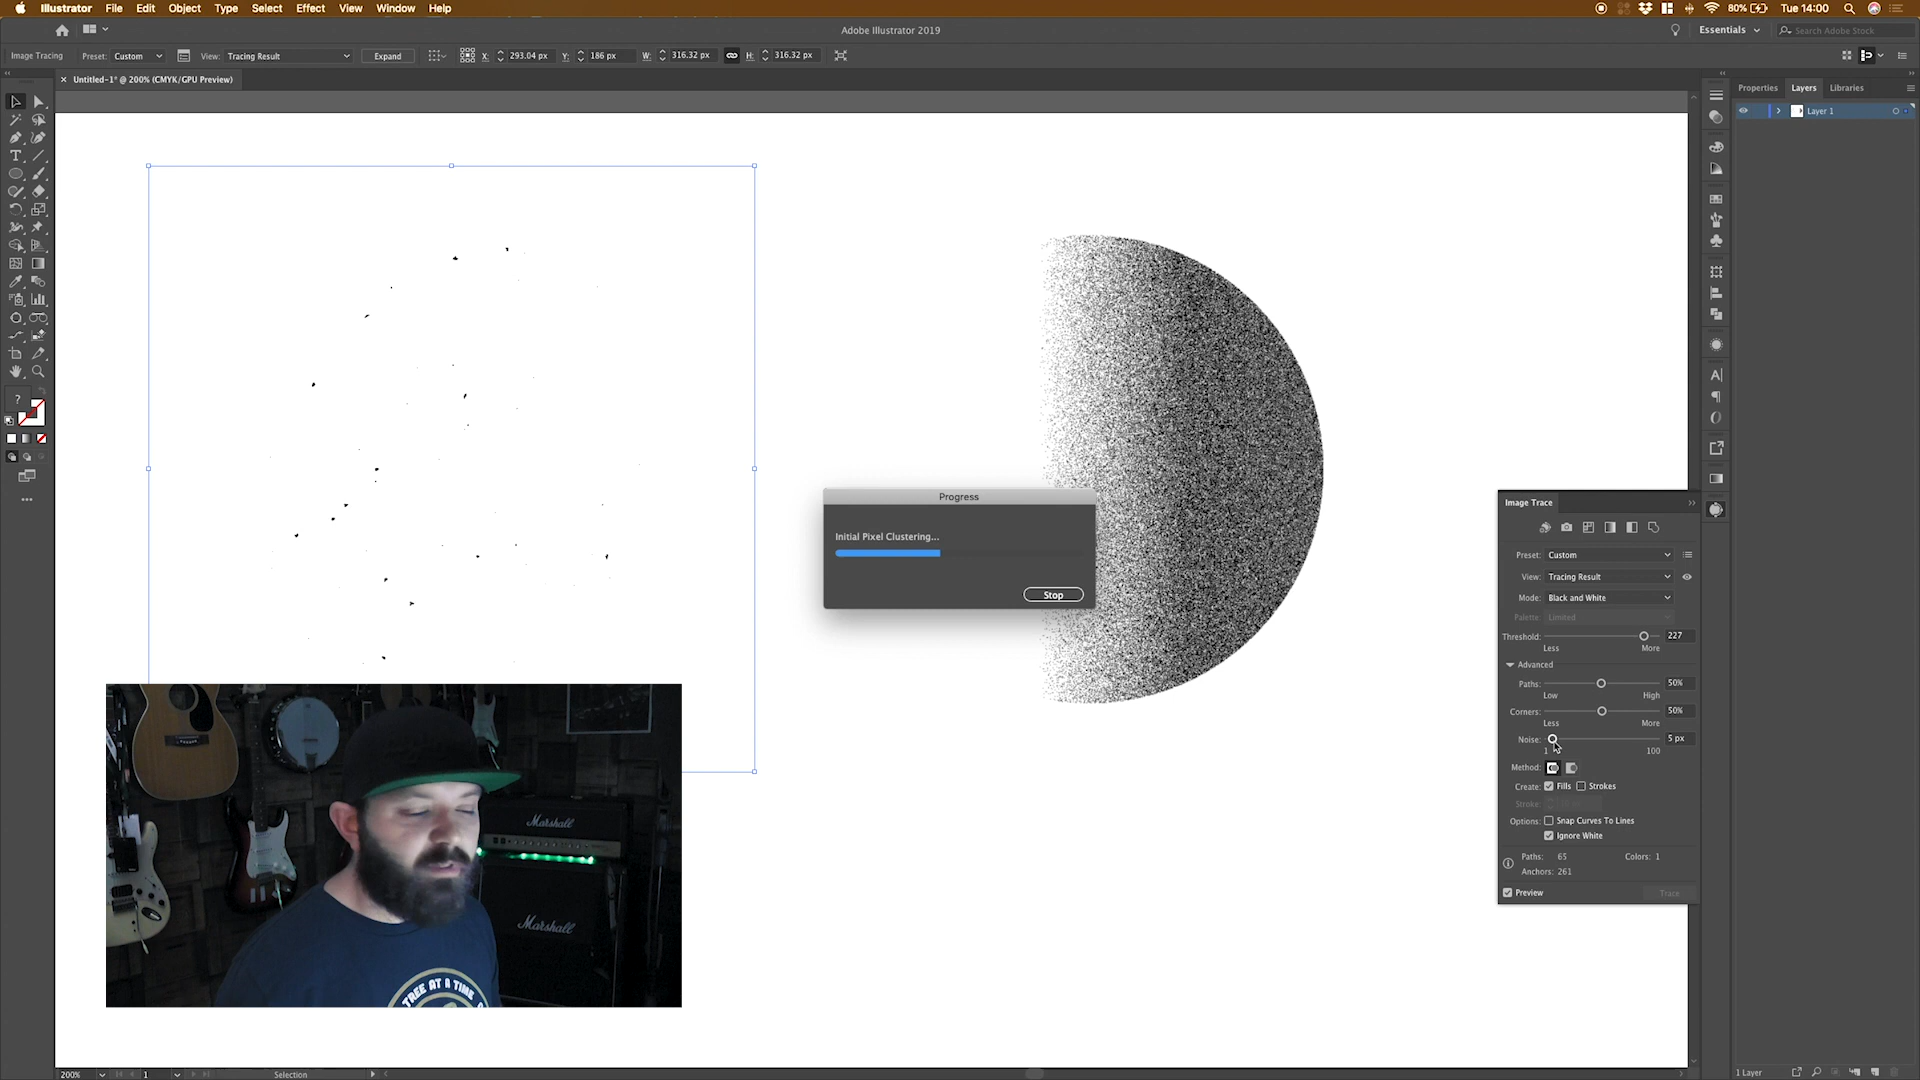 Illustrator File Edit Object Type Select Effect View Window Help
80% Tue 14:00
Adobe Illustrator 2019
Essentials
Search Adobe Stock
Image Tracing Preset: Custom View: Tracing Result Expand X: 293.04 px Y: 186 px W: 316.32 px H: 316.32 px
× Untitled-1* @ 200% (CMYK/GPU Preview)
Properties Layers Libraries
Layer 1
Progress
Initial Pixel Clustering...
Stop
Image Trace
Preset: Custom
View: Tracing Result
Mode: Black and White
Palette: Limited
Threshold: 227
Less More
Advanced
Paths: 50%
Low High
Corners: 50%
Less More
Noise: 5 px
1 100
Method:
Create: Fills Strokes
Stroke:
Options: Snap Curves To Lines
Ignore White
Paths: 65 Colors: 1
Anchors: 261
Preview Trace
Marshall
Marshall
TREE AT A TIME
200% 1 Selection
1 Layer